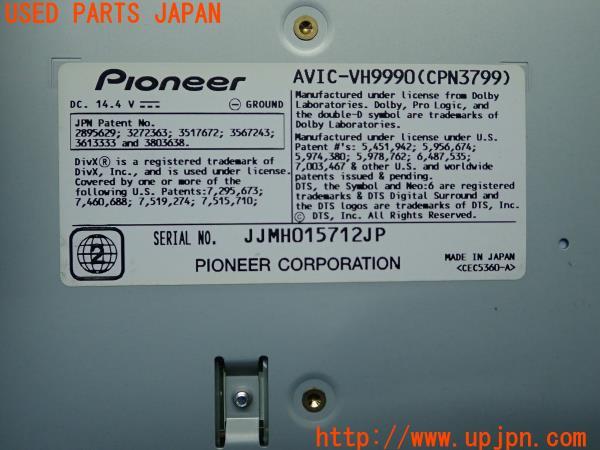 USED PARTS JAPAN
Pioneer
AVIC-VH9990(CPN3799)
DC. 14.4 V
GROUND
JPN Patent No.
2895629; 3272363; 3517672; 3567243;
3613333 and 3803638.
DivX® is a registered trademark of
DivX, Inc., and is used under license.
Covered by one or more of the
following U.S. Patents:7,295,673;
7,460,688; 7,519,274; 7,515,710;
Manufactured under license from Dolby
Laboratories. Dolby, Pro Logic, and
the double-D symbol are trademarks of
Dolby Laboratories.
Manufactured under license under U.S.
Patent #'s: 5,451,942; 5,956,674;
5,974,380; 5,978,762; 6,487,535;
7,003,467 & other U.S. and worldwide
patents issued & pending.
DTS, the Symbol and Neo:6 are registered
trademarks & DTS Digital Surround and
the DTS logos are trademarks of DTS, Inc.
© DTS, Inc. All Rights Reserved.
SERIAL NO. JJMH015712JP
2
PIONEER CORPORATION
MADE IN JAPAN
<CEC5360-A>
U.P.J
http://www.upjpn.com